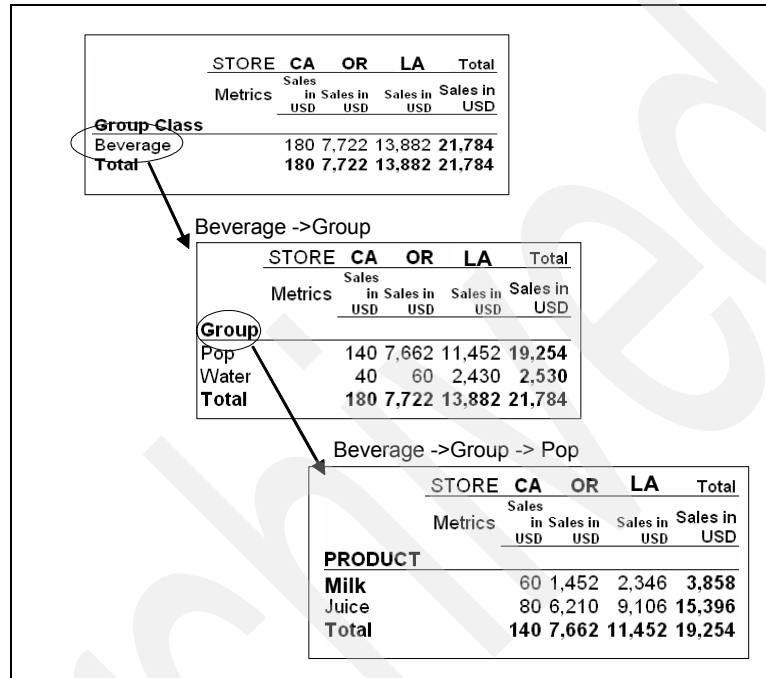 STORE CA OR LA Total
Metrics Sales in USD Sales in USD Sales in USD Sales in USD
Group Class
Beverage 180 7,722 13,882 21,784
Total 180 7,722 13,882 21,784
Beverage ->Group
STORE CA OR LA Total
Metrics Sales in USD Sales in USD Sales in USD Sales in USD
Group
Pop 140 7,662 11,452 19,254
Water 40 60 2,430 2,530
Total 180 7,722 13,882 21,784
Beverage ->Group -> Pop
STORE CA OR LA Total
Metrics Sales in USD Sales in USD Sales in USD Sales in USD
PRODUCT
Milk 60 1,452 2,346 3,858
Juice 80 6,210 9,106 15,396
Total 140 7,662 11,452 19,254